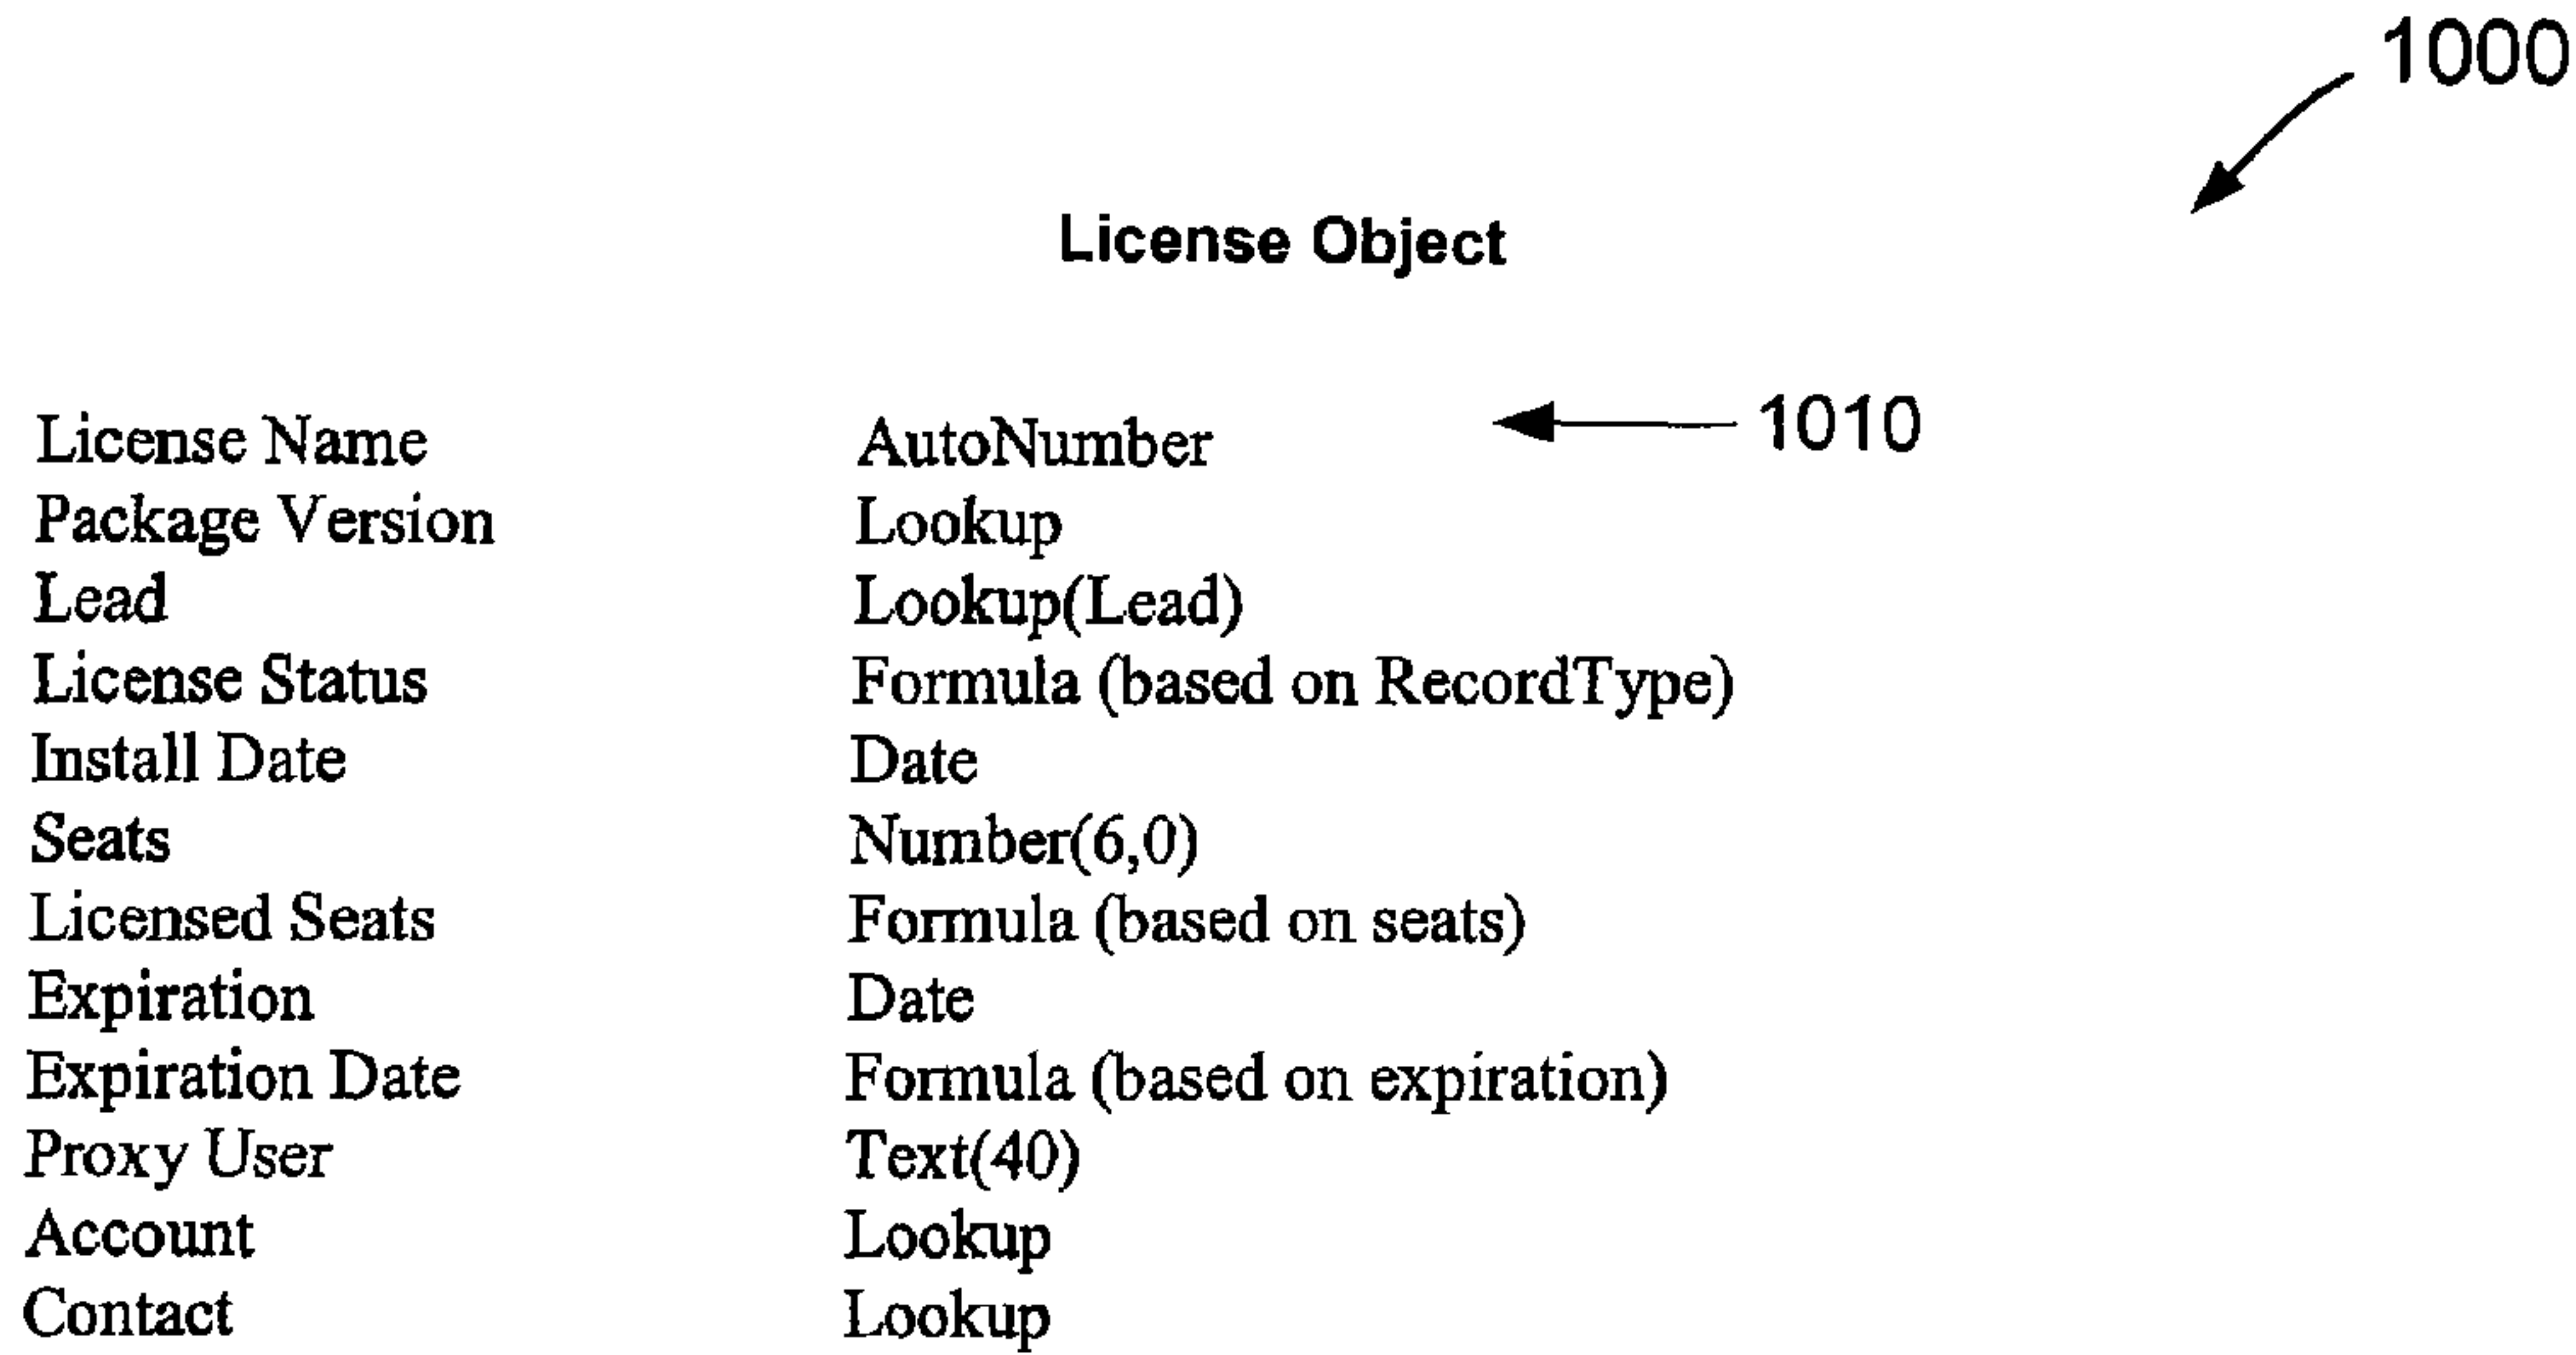 1000
License Object
License Name AutoNumber 1010
Package Version Lookup
Lead Lookup(Lead)
License Status Formula (based on RecordType)
Install Date Date
Seats Number(6,0)
Licensed Seats Formula (based on seats)
Expiration Date
Expiration Date Formula (based on expiration)
Proxy User Text(40)
Account Lookup
Contact Lookup